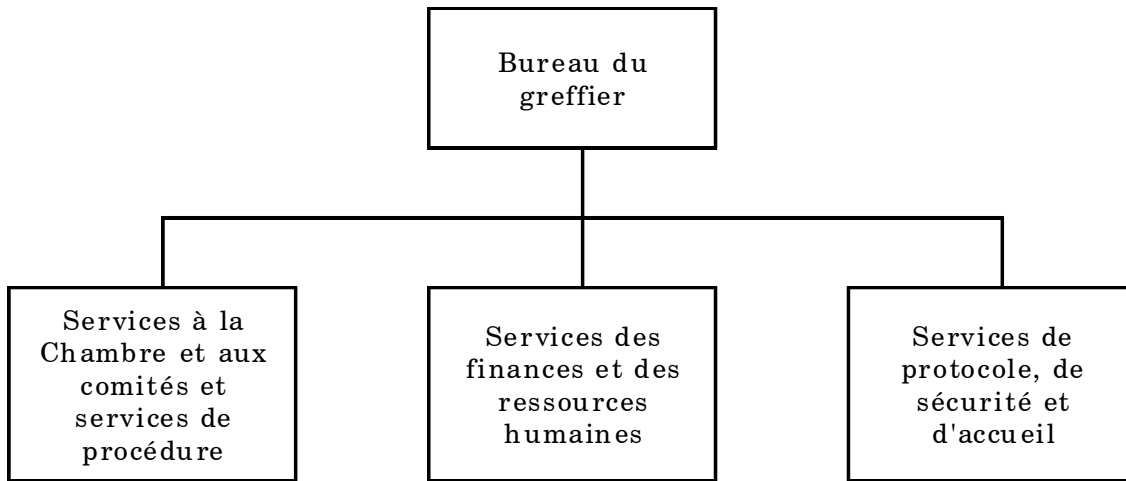 Bureau du
greffier
Services à la
Chambre et aux
comités et
services de
procédure
Services des
finances et des
ressources
humaines
Services de
protocole, de
sécurité et
d'accueil